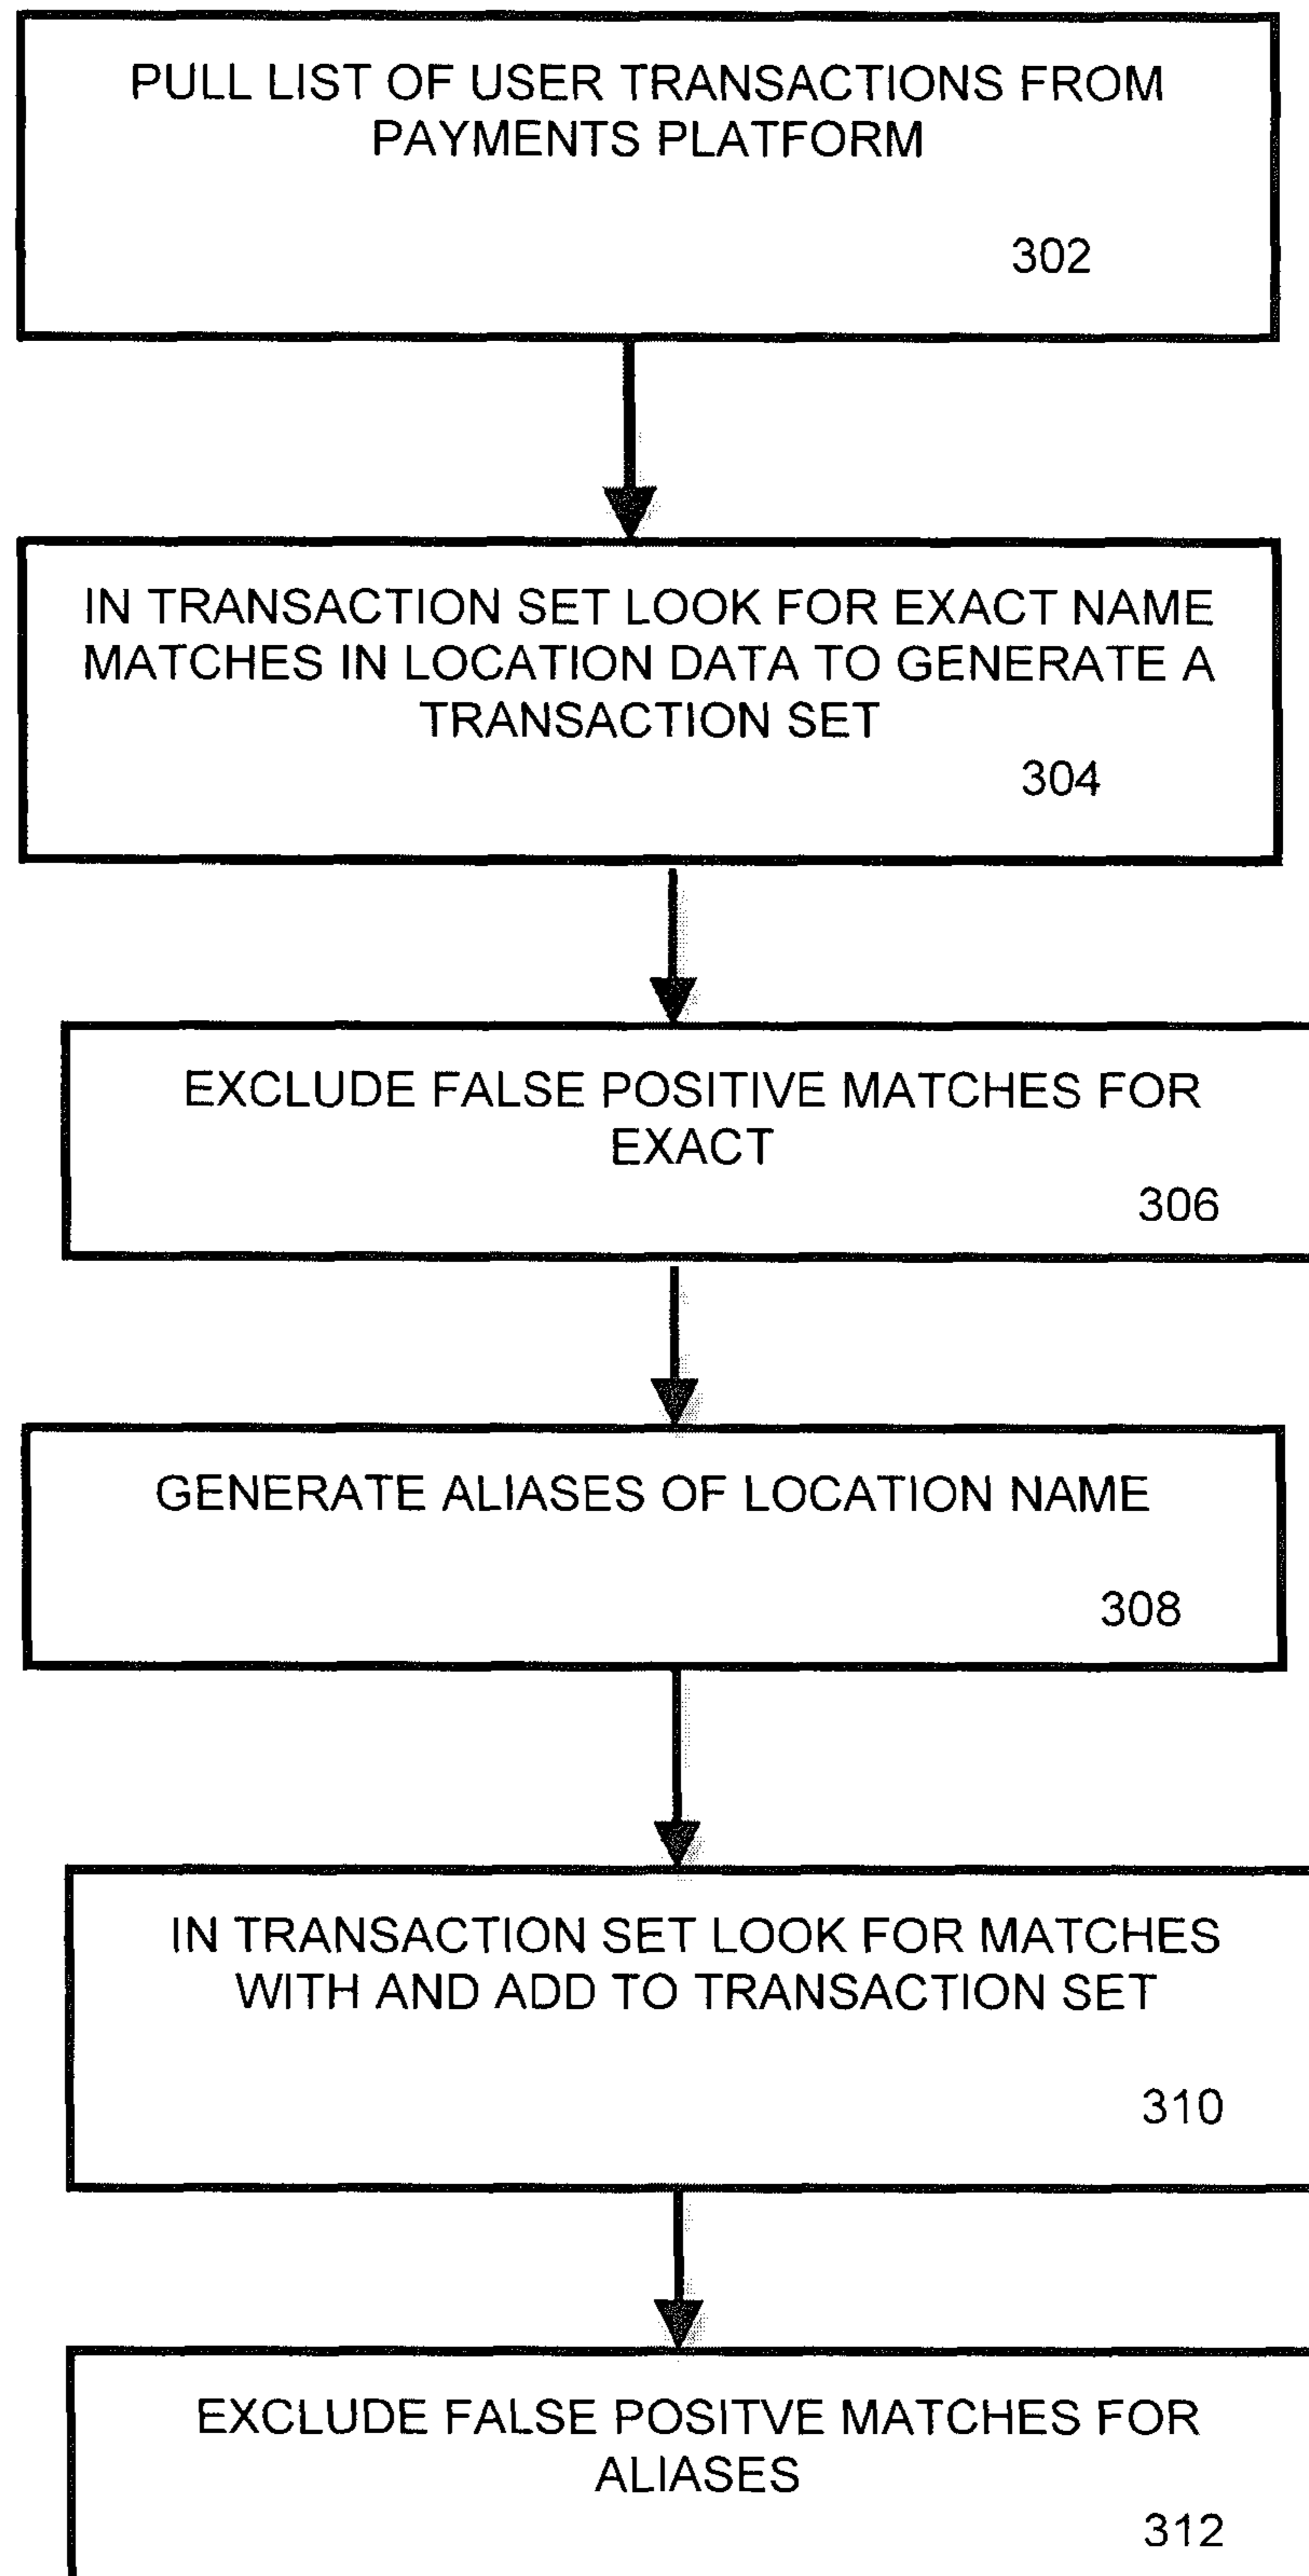 PULL LIST OF USER TRANSACTIONS FROM
PAYMENTS PLATFORM
302
IN TRANSACTION SET LOOK FOR EXACT NAME
MATCHES IN LOCATION DATA TO GENERATE A
TRANSACTION SET
304
EXCLUDE FALSE POSITIVE MATCHES FOR
EXACT
306
GENERATE ALIASES OF LOCATION NAME
308
IN TRANSACTION SET LOOK FOR MATCHES
WITH AND ADD TO TRANSACTION SET
310
EXCLUDE FALSE POSITVE MATCHES FOR
ALIASES
312